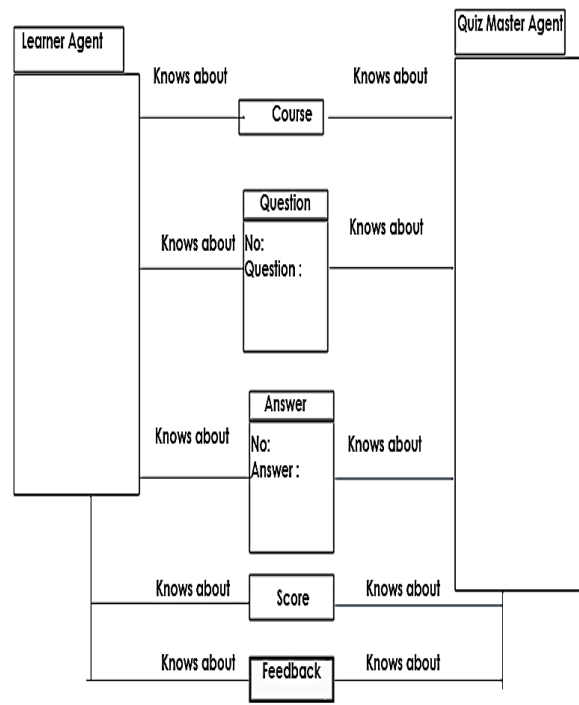 Learner Agent
Quiz Master Agent
Knows about
Knows about
Course
Question
Knows about
Knows about
No:
Question :
Answer
Knows about
Knows about
No:
Answer :
Knows about
Score
Knows about
Knows about
Feedback
Knows about